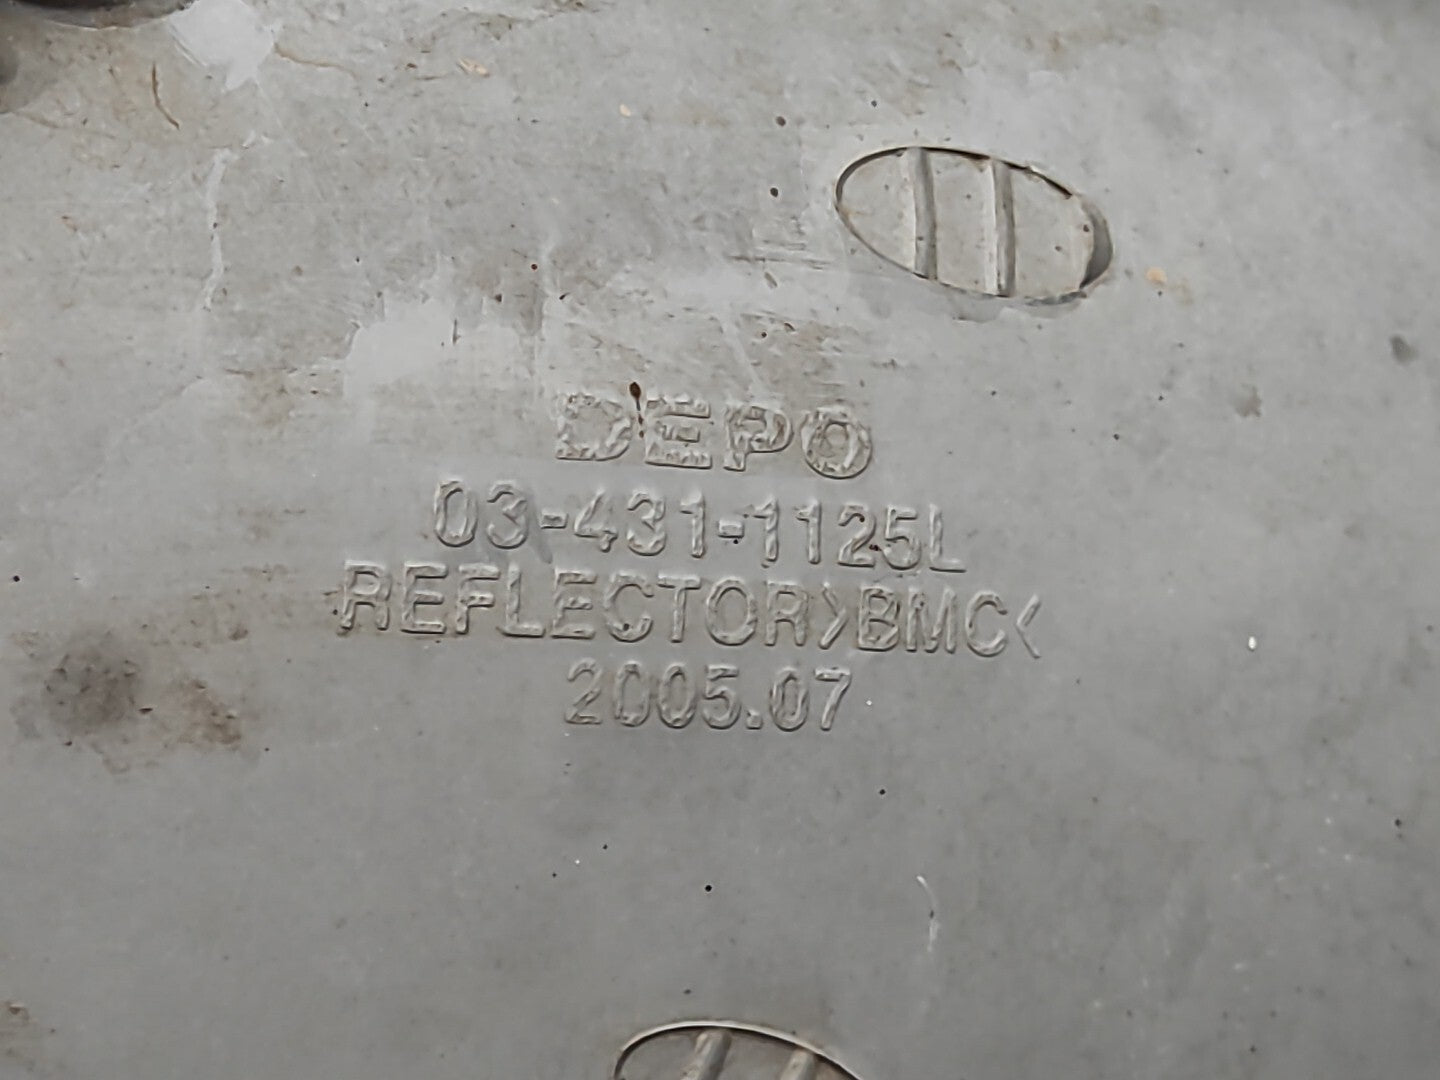 DEPO
03-431-1125L
REFLECTOR>BMC<
2005.07